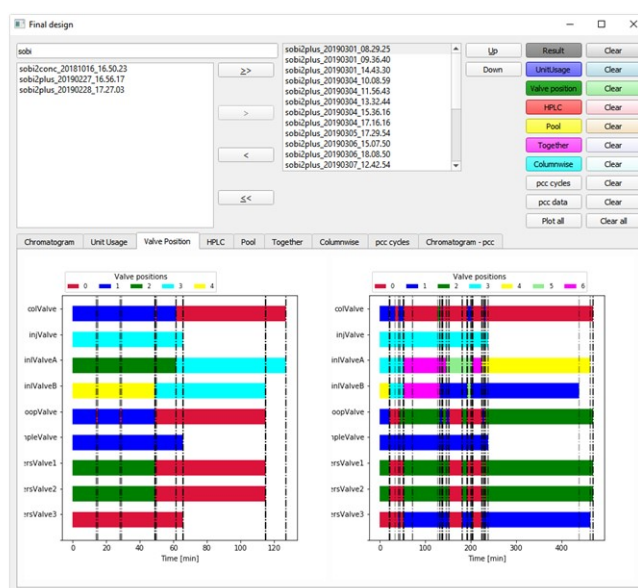 Final design
sobi
sobi2conc_20181016_16.50.23
sobi2plus_20190227_16.56.17
sobi2plus_20190228_17.27.03
≥>
>
<
≤<
sobi2plus_20190301_08.29.25
sobi2plus_20190301_09.36.40
sobi2plus_20190301_14.43.30
sobi2plus_20190304_10.08.59
sobi2plus_20190304_11.56.43
sobi2plus_20190304_13.32.44
sobi2plus_20190304_15.36.16
sobi2plus_20190304_17.16.16
sobi2plus_20190305_17.29.54
sobi2plus_20190306_15.07.50
sobi2plus_20190306_18.08.50
sobi2plus_20190307_12.42.54
Up
Down
Result Clear
UnitUsage Clear
Valve position Clear
HPLC Clear
Pool Clear
Together Clear
Columnwise Clear
pcc cycles Clear
pcc data Clear
Plot all Clear all
Chromatogram Unit Usage Valve Position HPLC Pool Together Columnwise pcc cycles Chromatogram - pcc
Valve positions
0 1 2 3 4
colValve
injValve
inlValveA
inlValveB
oopValve
mpleValve
ersValve1
ersValve2
ersValve3
0 20 40 60 80 100 120
Time [min]
Valve positions
0 1 2 3 4 5 6
colValve
injValve
inlValveA
inlValveB
oopValve
mpleValve
ersValve1
ersValve2
ersValve3
0 100 200 300 400
Time [min]